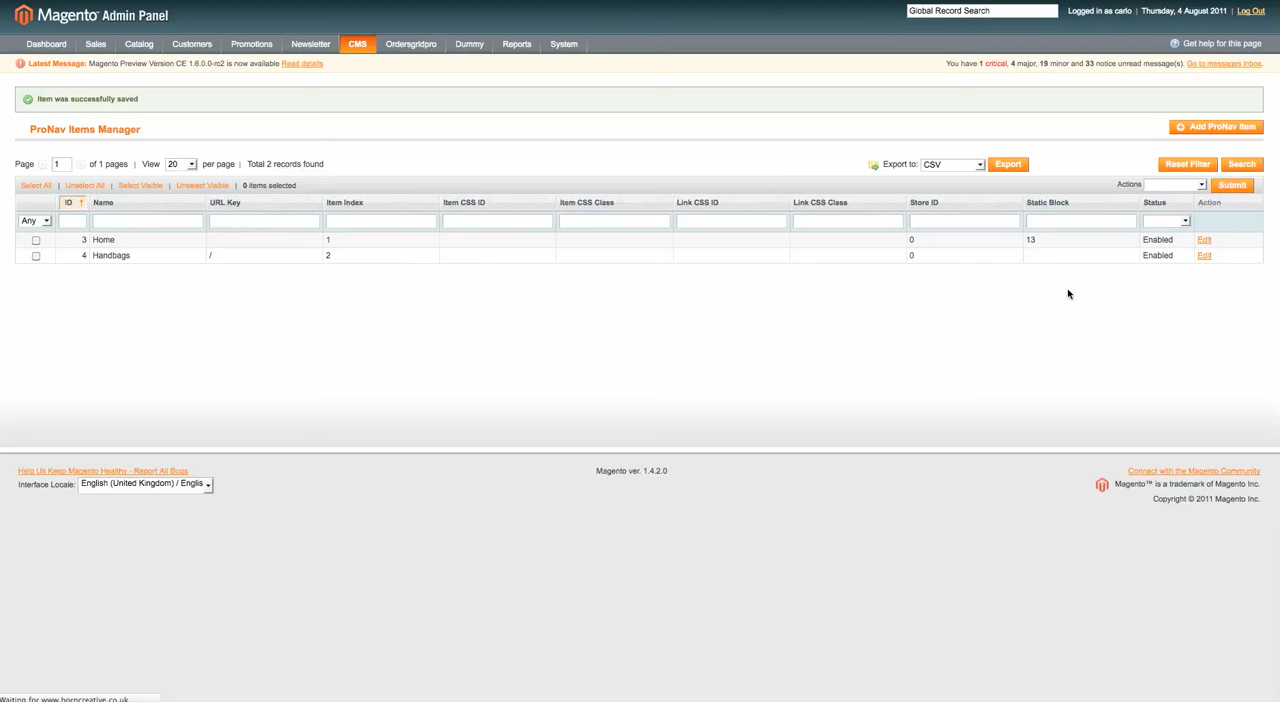 Magento™ Admin Panel
Global Record Search
Logged in as carlo | Thursday, 4 August 2011 | Log Out
Dashboard Sales Catalog Customers Promotions Newsletter CMS Ordersgridpro Dummy Reports System
Get help for this page
Latest Message: Magento Preview Version CE 1.6.0.0-rc2 is now available Read details
You have 1 critical, 4 major, 19 minor and 33 notice unread message(s). Go to messages inbox.
Item was successfully saved
ProNav Items Manager
Add ProNav Item
Page 1 of 1 pages | View 20 per page | Total 2 records found
Export to: CSV Export
Reset Filter Search
Select All | Unselect All | Select Visible | Unselect Visible | 0 items selected
Actions Submit
ID ↑ Name URL Key Item Index Item CSS ID Item CSS Class Link CSS ID Link CSS Class Store ID Static Block Status Action
Any
3 Home 1 0 13 Enabled Edit
4 Handbags / 2 0 Enabled Edit
Help Us Keep Magento Healthy - Report All Bugs
Interface Locale: English (United Kingdom) / Englis
Magento ver. 1.4.2.0
Connect with the Magento Community
Magento™ is a trademark of Magento Inc.
Copyright © 2011 Magento Inc.
Waiting for www.borncreative.co.uk